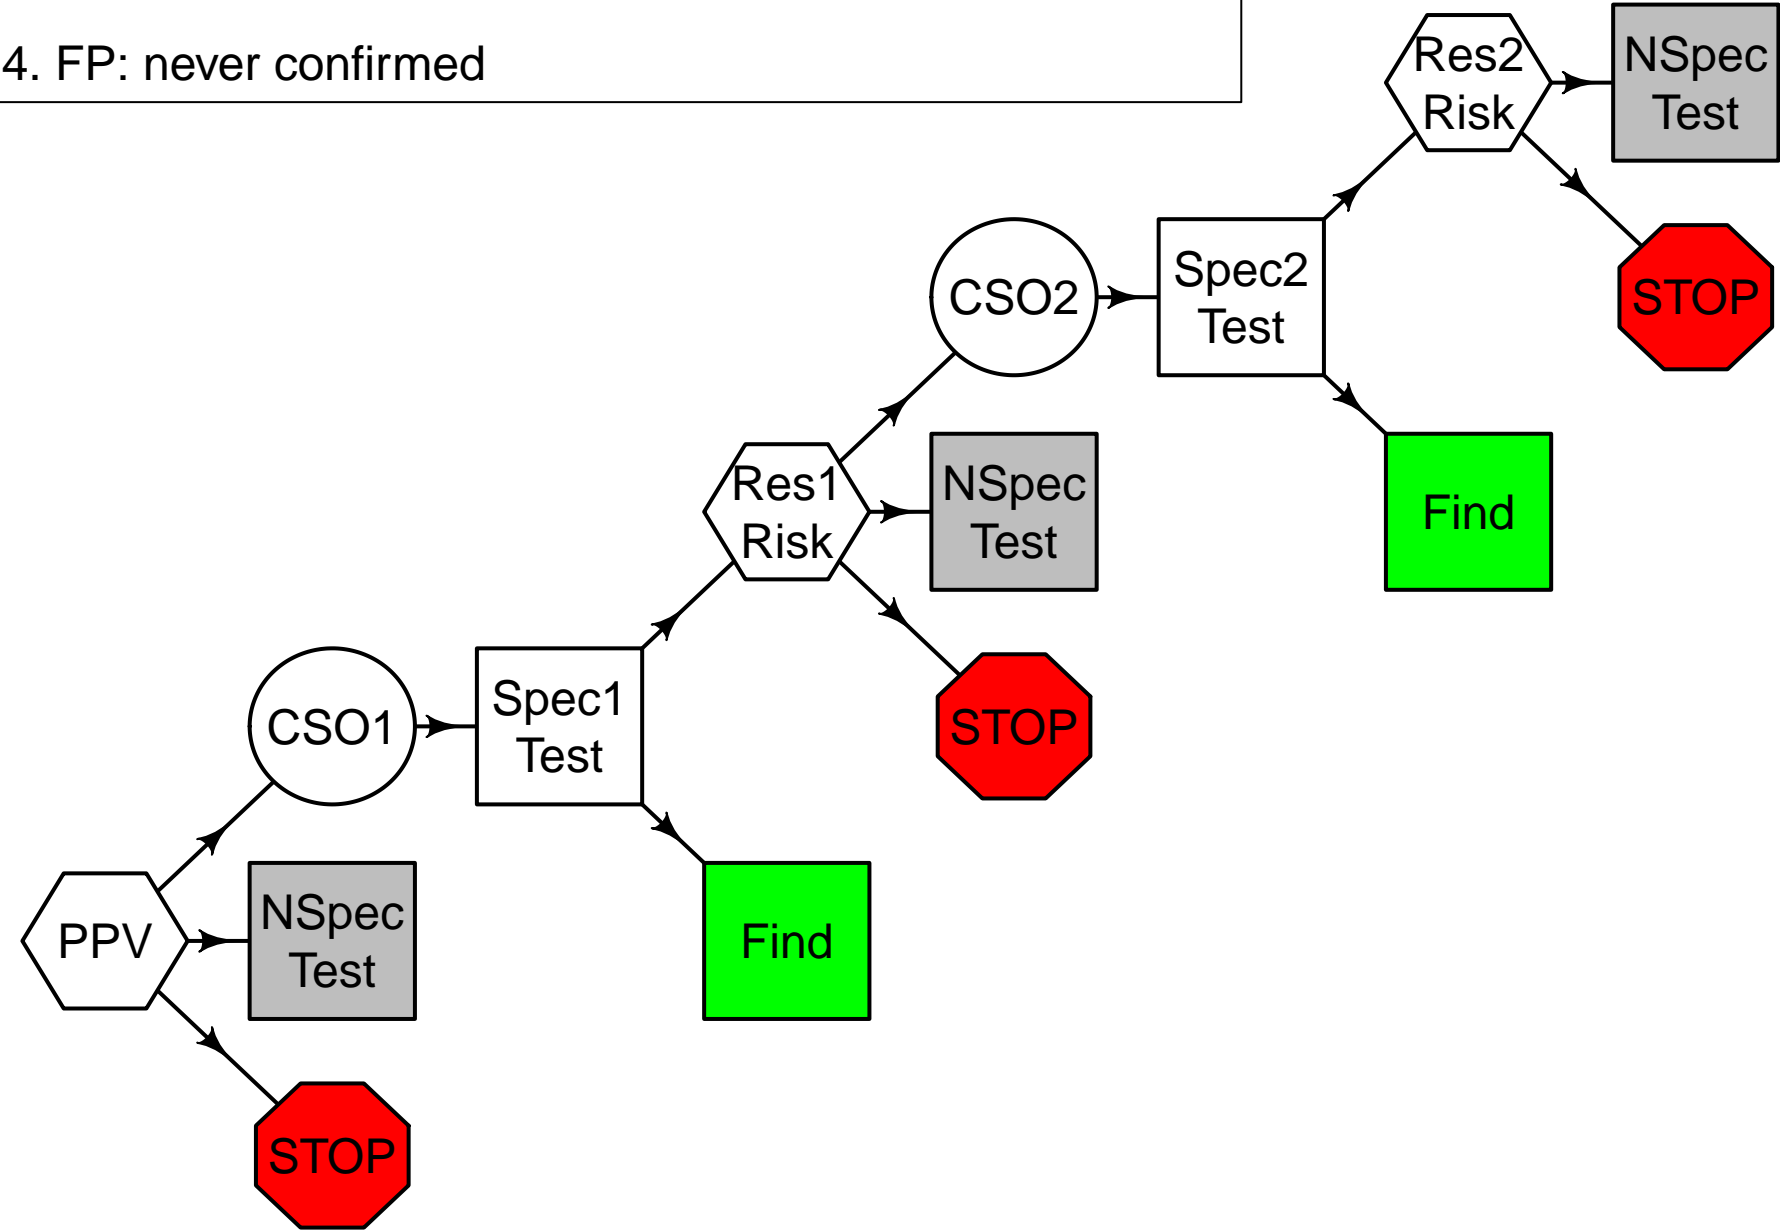 4. FP: never confirmed
Res2
Risk
NSpec
Test
CSO2
Spec2
Test
STOP
Res1
Risk
NSpec
Test
Find
CSO1
Spec1
Test
STOP
PPV
NSpec
Test
Find
STOP